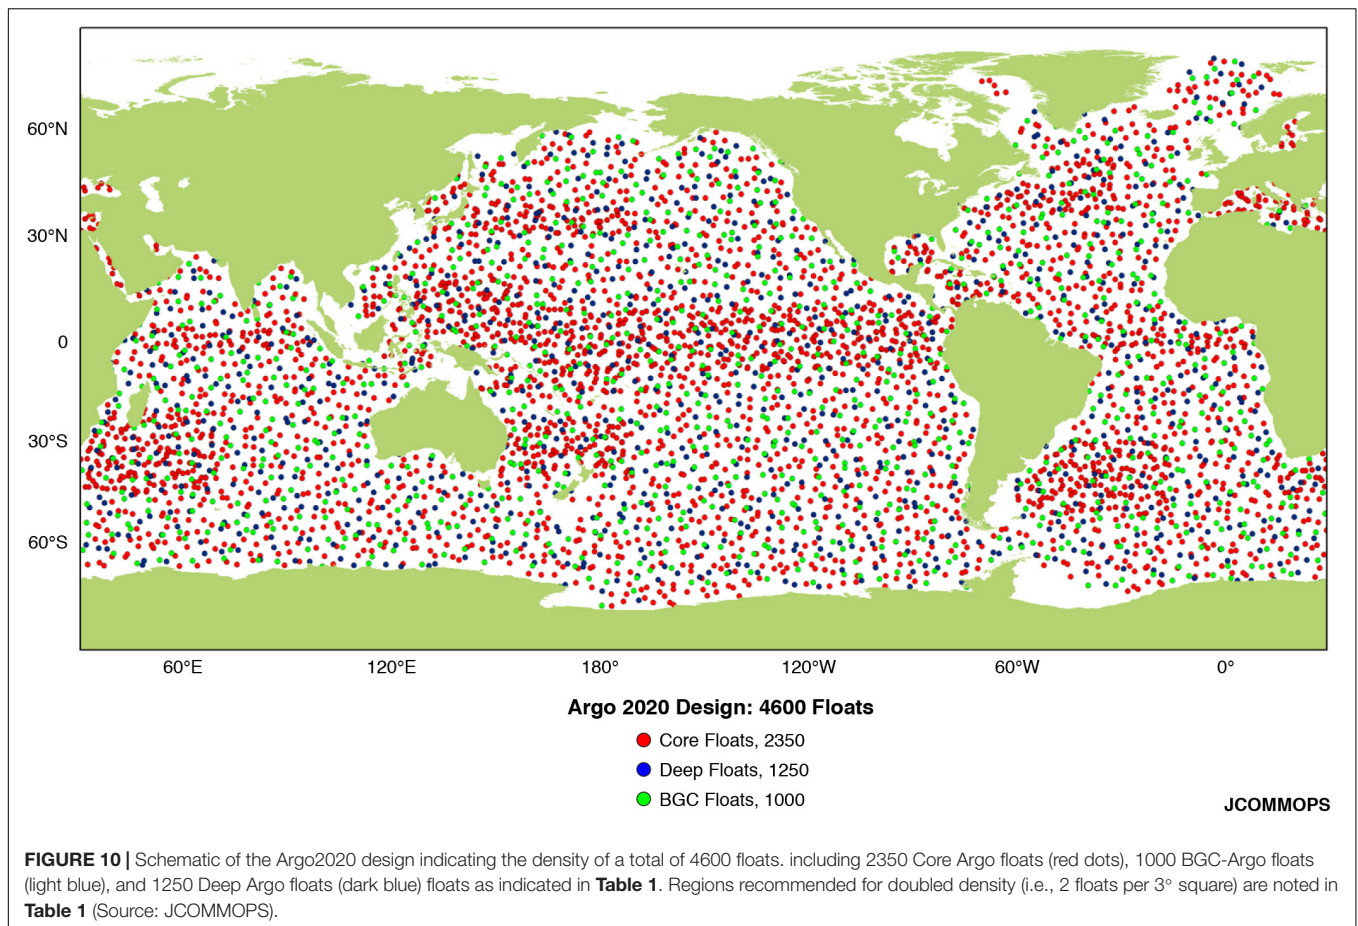 60°N
30°N
0
30°S
60°S
60°E 120°E 180° 120°W 60°W 0°
Argo 2020 Design: 4600 Floats
Core Floats, 2350
Deep Floats, 1250
BGC Floats, 1000
JCOMMOPS
FIGURE 10 | Schematic of the Argo2020 design indicating the density of a total of 4600 floats. including 2350 Core Argo floats (red dots), 1000 BGC-Argo floats
(light blue), and 1250 Deep Argo floats (dark blue) floats as indicated in Table 1. Regions recommended for doubled density (i.e., 2 floats per 3° square) are noted in
Table 1 (Source: JCOMMOPS).